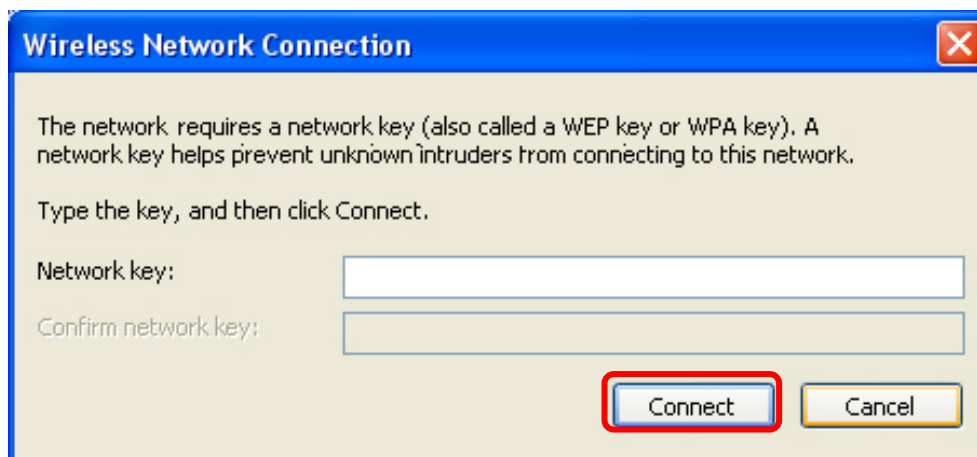 Wireless Network Connection
The network requires a network key (also called a WEP key or WPA key). A
network key helps prevent unknown intruders from connecting to this network.
Type the key, and then click Connect.
Network key:
Confirm network key:
Connect
Cancel